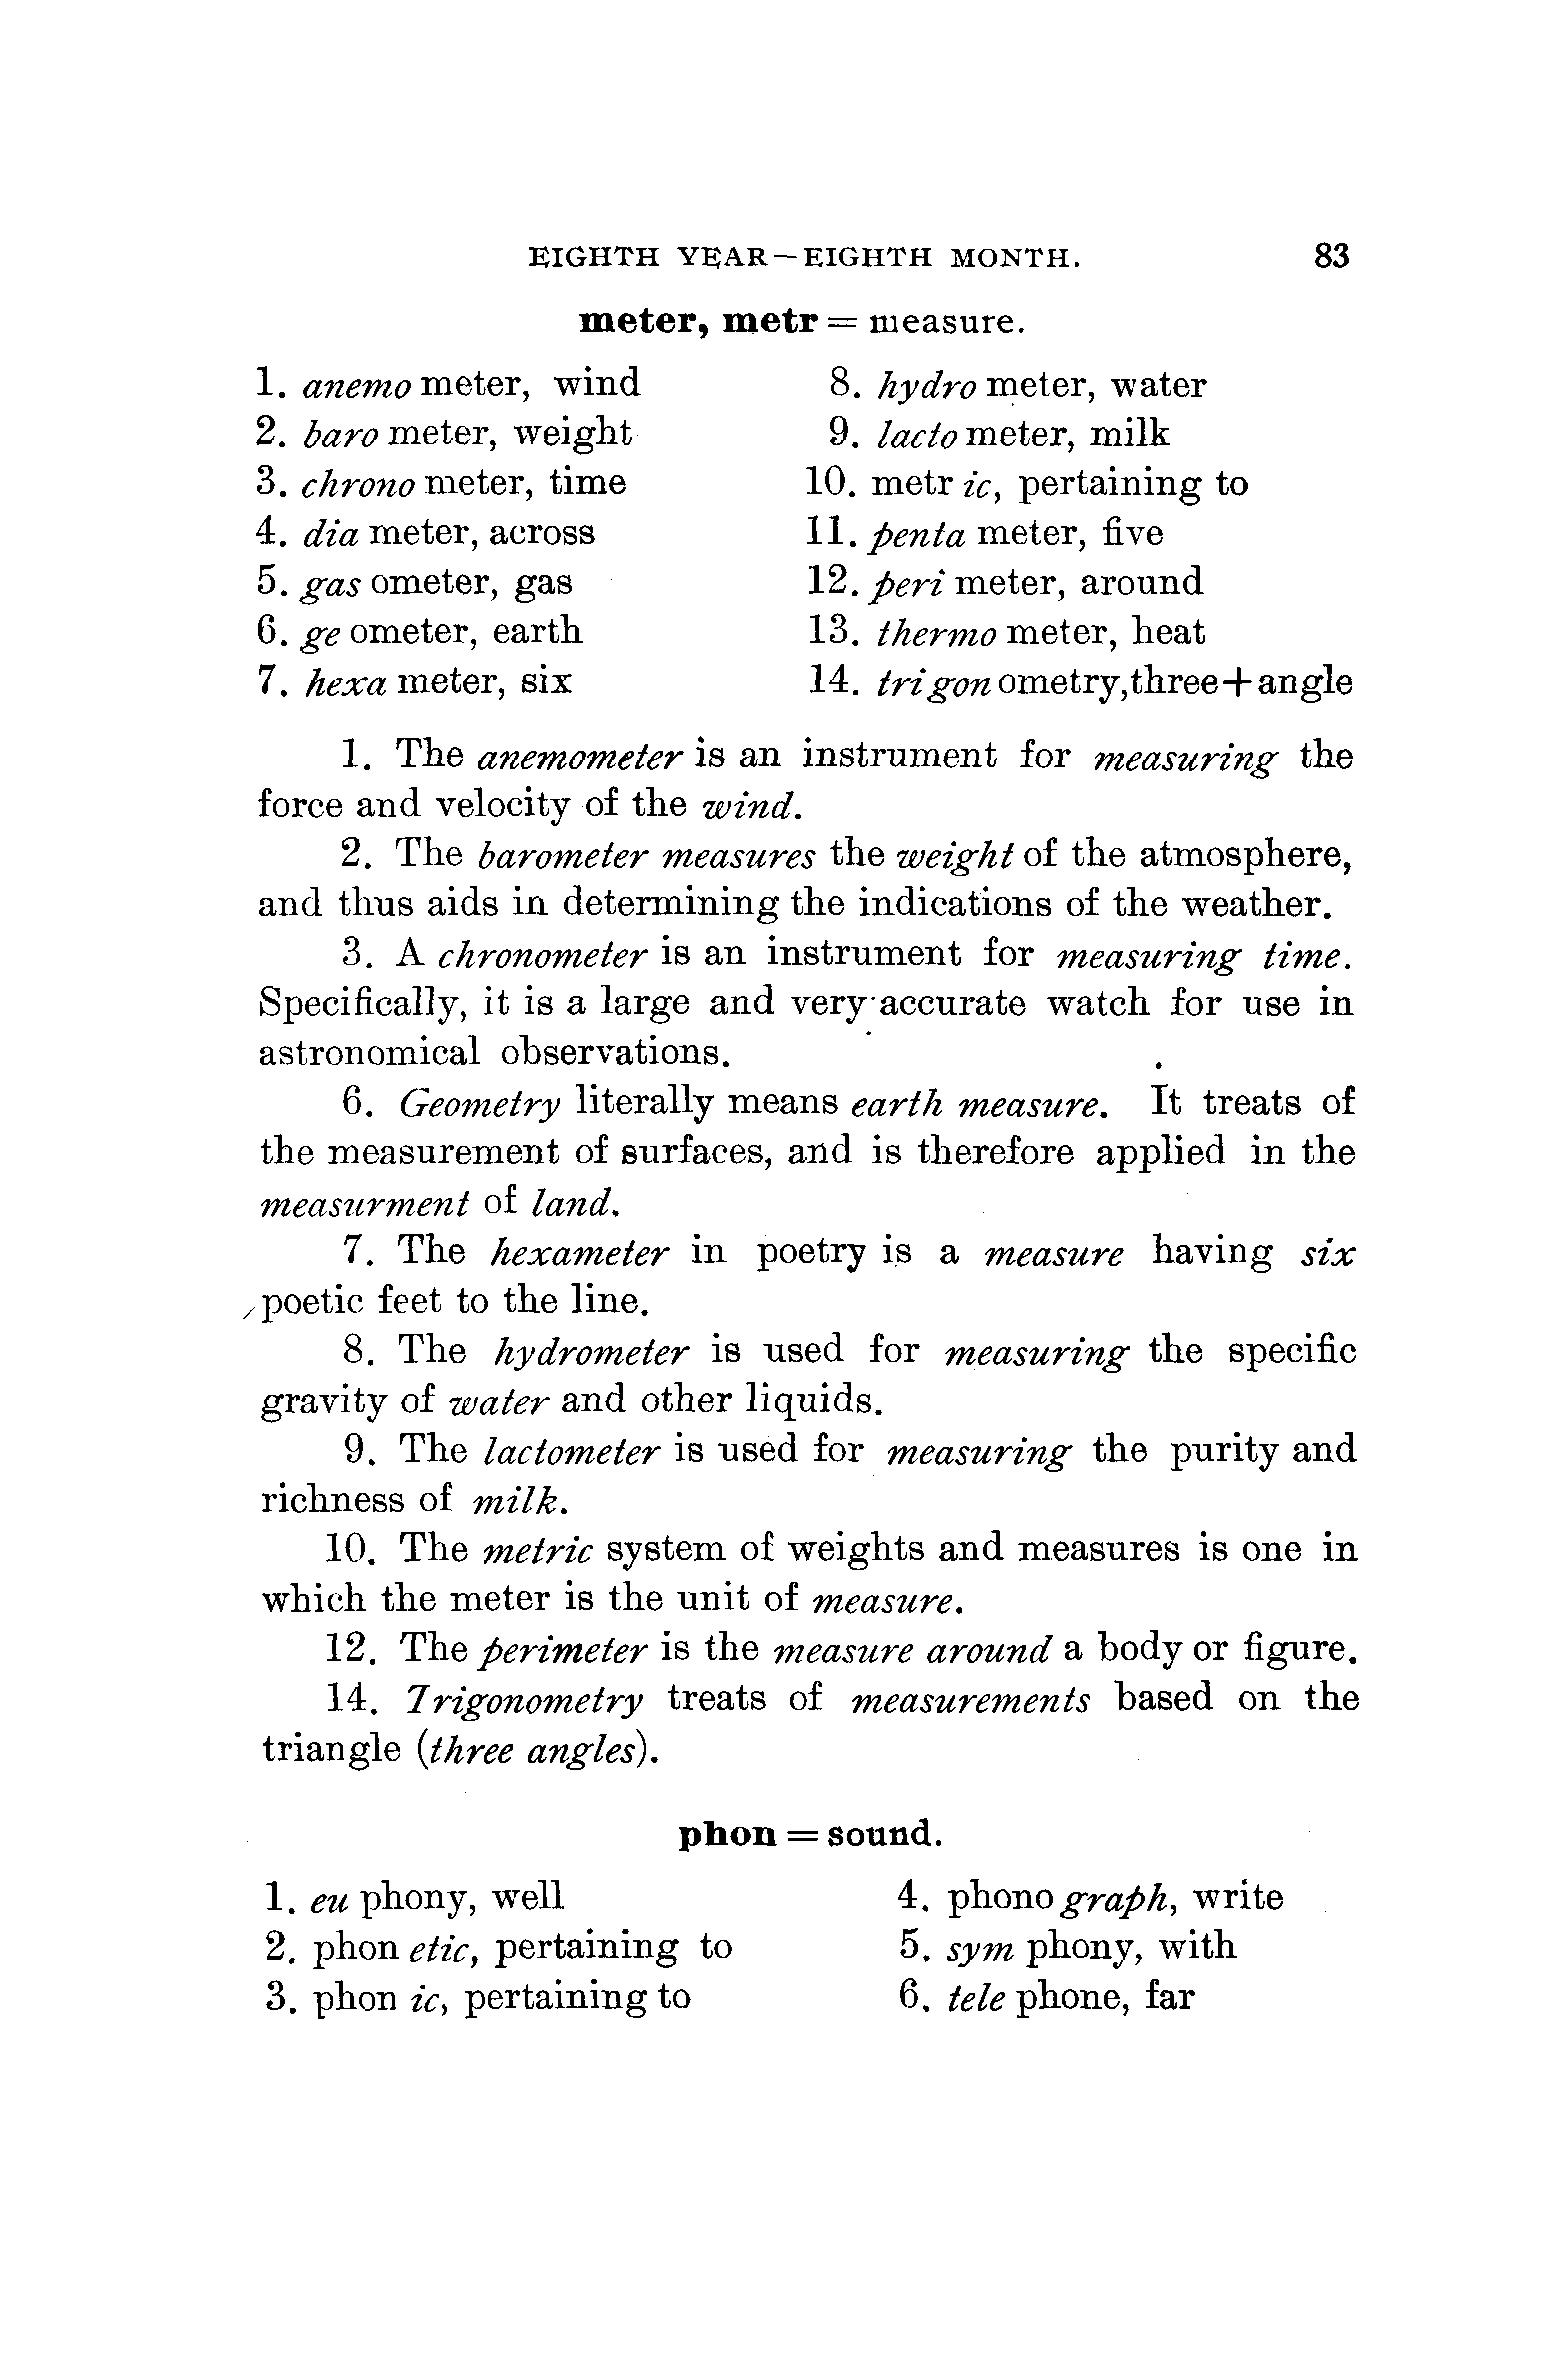 EIGHTH YEAR—EIGHTH MONTH. 83
meter, metr = measure.
1. anemo meter, wind
2. baro meter, weight
3. chrono meter, time
4. dia meter, across
5. gas ometer, gas
6. ge ometer, earth
7. hexa meter, six
8. hydro meter, water
9. lacto meter, milk
10. metr ic, pertaining to
11. penta meter, five
12. peri meter, around
13. thermo meter, heat
14. trigon ometry, three+angle
1. The anemometer is an instrument for measuring the
force and velocity of the wind.
2. The barometer measures the weight of the atmosphere,
and thus aids in determining the indications of the weather.
3. A chronometer is an instrument for measuring time.
Specifically, it is a large and very accurate watch for use in
astronomical observations.
6. Geometry literally means earth measure. It treats of
the measurement of surfaces, and is therefore applied in the
measurment of land.
7. The hexameter in poetry is a measure having six
poetic feet to the line.
8. The hydrometer is used for measuring the specific
gravity of water and other liquids.
9. The lactometer is used for measuring the purity and
richness of milk.
10. The metric system of weights and measures is one in
which the meter is the unit of measure.
12. The perimeter is the measure around a body or figure.
14. Trigonometry treats of measurements based on the
triangle (three angles).
phon = sound.
1. eu phony, well
2. phon etic, pertaining to
3. phon ic, pertaining to
4. phono graph, write
5. sym phony, with
6. tele phone, far